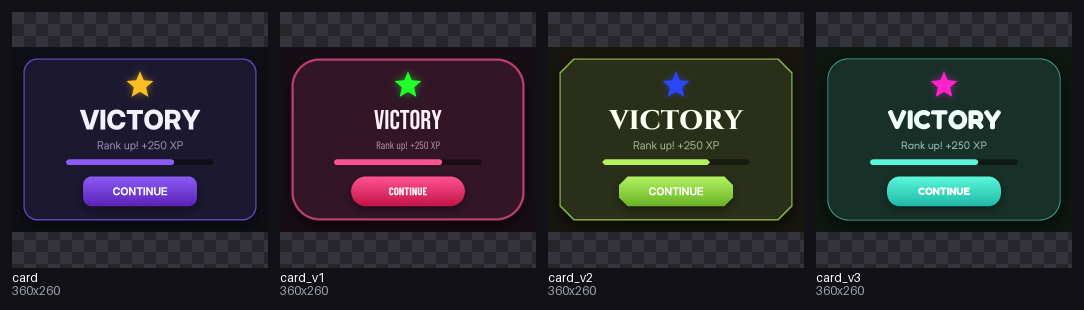 VICTORY
Rank up! +250 XP
CONTINUE
card
360x260
VICTORY
Rank up! +250 XP
CONTINUE
card_v1
360x260
VICTORY
Rank up! +250 XP
CONTINUE
card_v2
360x260
VICTORY
Rank up! +250 XP
CONTINUE
card_v3
360x260